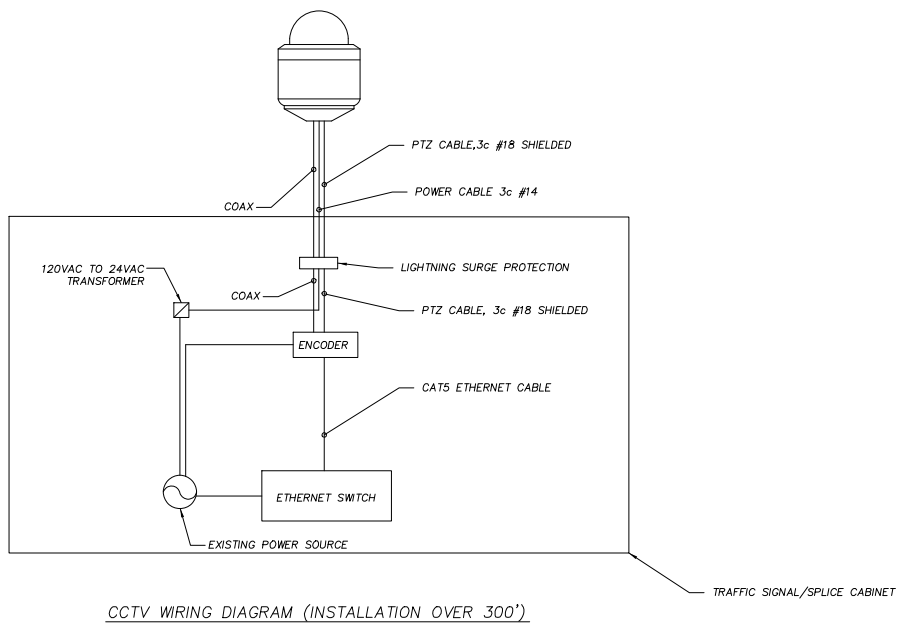 PTZ CABLE,3c #18 SHIELDED
POWER CABLE 3c #14
COAX
120VAC TO 24VAC
TRANSFORMER
LIGHTNING SURGE PROTECTION
COAX
PTZ CABLE, 3c #18 SHIELDED
ENCODER
CAT5 ETHERNET CABLE
ETHERNET SWITCH
EXISTING POWER SOURCE
TRAFFIC SIGNAL/SPLICE CABINET
CCTV WIRING DIAGRAM (INSTALLATION OVER 300')